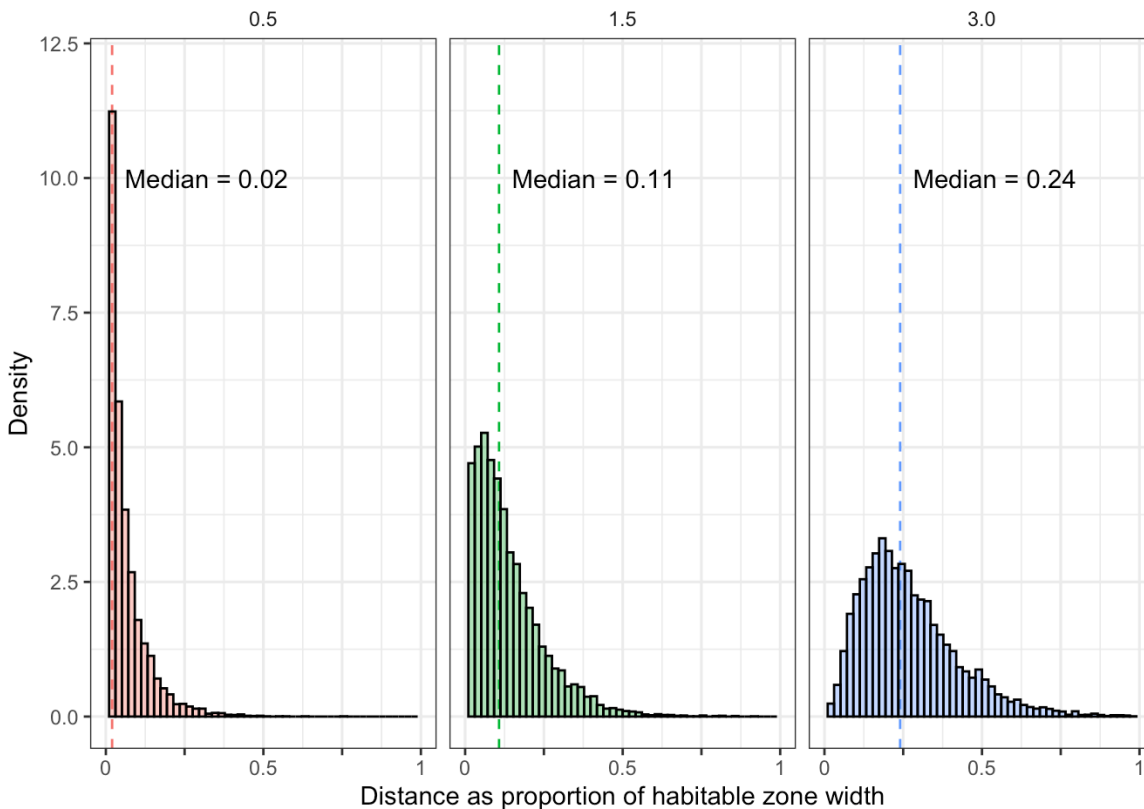 0.5 1.5 3.0
12.5
10.0
7.5
5.0
2.5
0.0
Density
Median = 0.02 Median = 0.11 Median = 0.24
0 0.5 1 0 0.5 1 0 0.5 1
Distance as proportion of habitable zone width